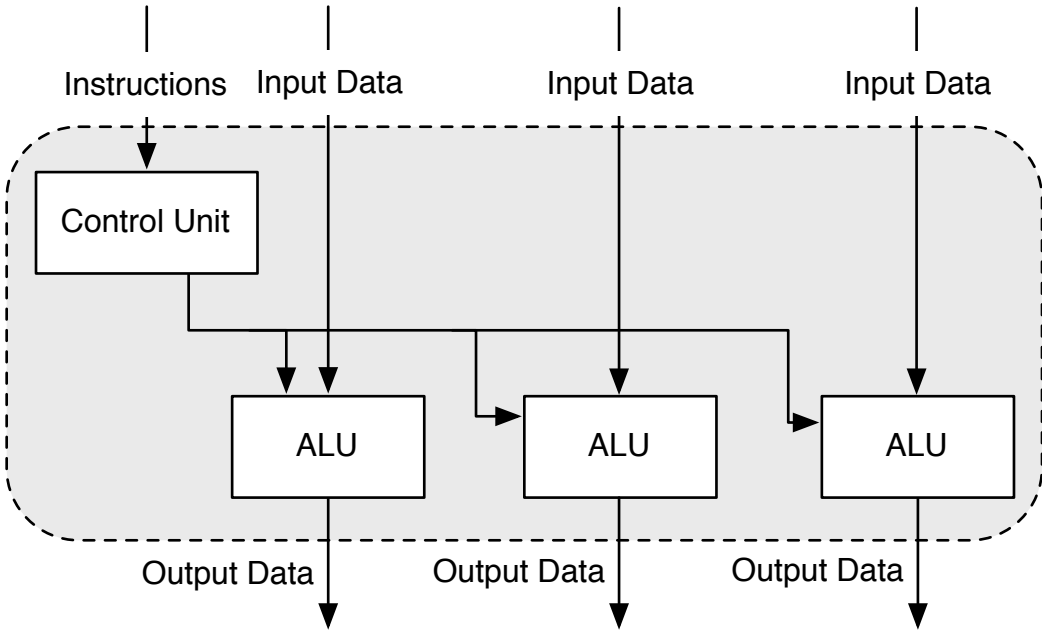 Instructions
Input Data
Input Data
Input Data
Control Unit
ALU
ALU
ALU
Output Data
Output Data
Output Data